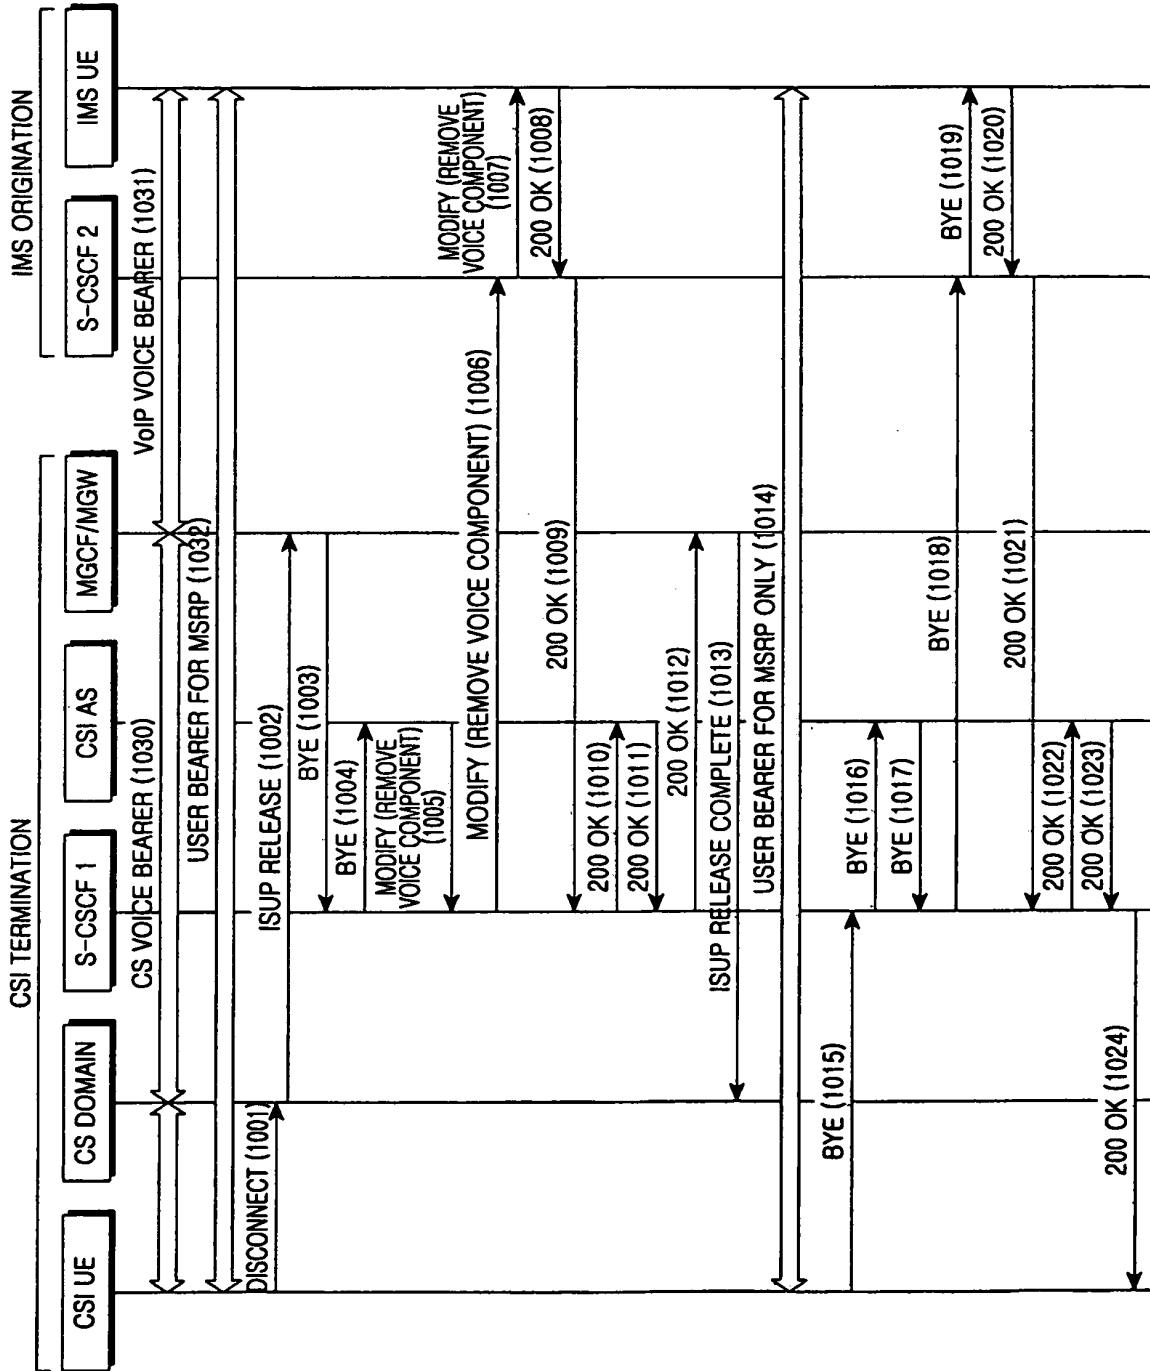 CSI TERMINATION
IMS ORIGINATION
CSI UE
CS DOMAIN
S-CSCF 1
CSI AS
MGCF/MGW
S-CSCF 2
IMS UE
CS VOICE BEARER (1030)
VoIP VOICE BEARER (1031)
USER BEARER FOR MSRP (1032)
DISCONNECT (1001)
ISUP RELEASE (1002)
BYE (1003)
BYE (1004)
MODIFY (REMOVE
VOICE COMPONENT)
(1005)
MODIFY (REMOVE VOICE COMPONENT) (1006)
MODIFY (REMOVE
VOICE COMPONENT)
(1007)
200 OK (1008)
200 OK (1009)
200 OK (1010)
200 OK (1011)
200 OK (1012)
ISUP RELEASE COMPLETE (1013)
USER BEARER FOR MSRP ONLY (1014)
BYE (1015)
BYE (1016)
BYE (1017)
BYE (1018)
BYE (1019)
200 OK (1020)
200 OK (1021)
200 OK (1022)
200 OK (1023)
200 OK (1024)